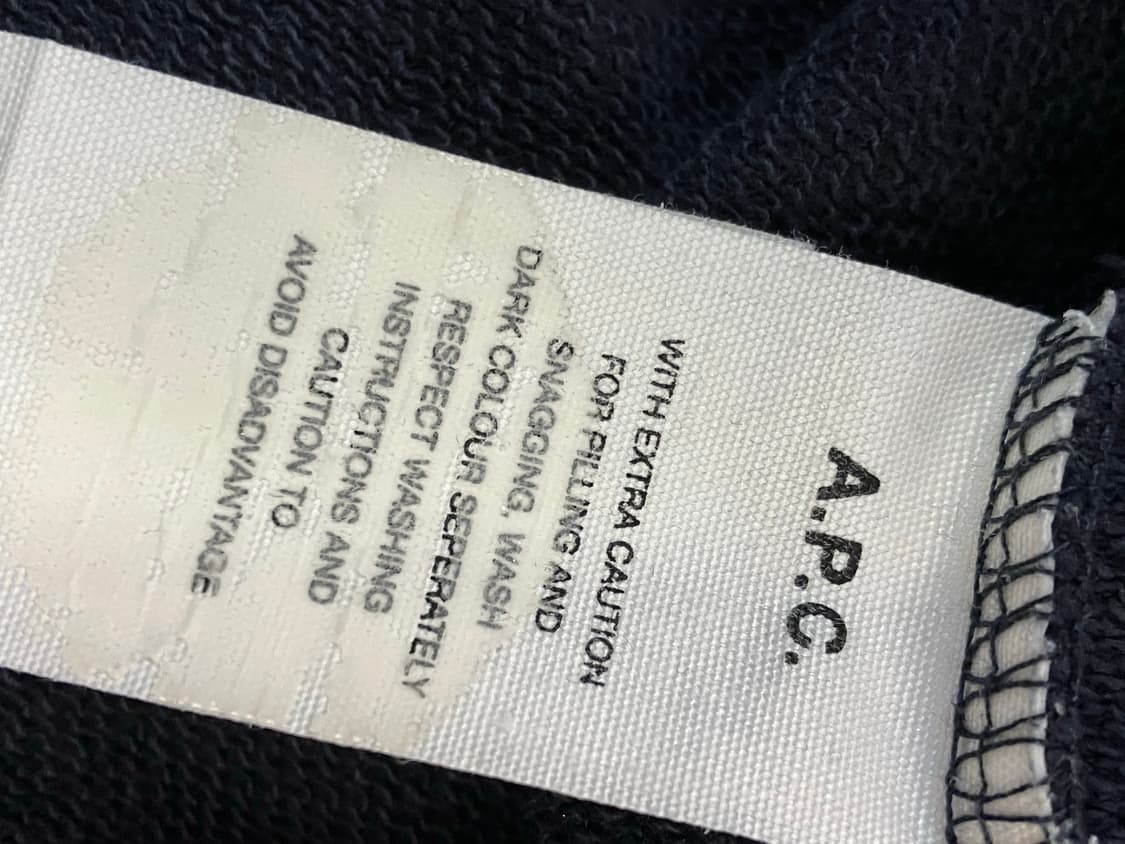 A.P.C.
WITH EXTRA CAUTION
FOR PILLING AND
SNAGGING, WASH
DARK COLOUR SEPERATELY
RESPECT WASHING
INSTRUCTIONS AND
CAUTION TO
AVOID DISADVANTAGE